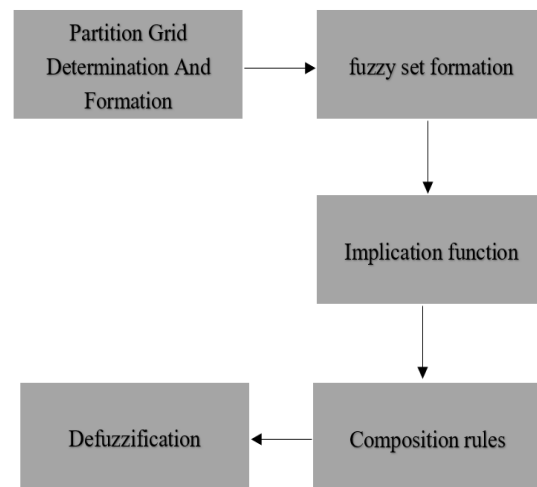 Partition Grid
Determination And
Formation
fuzzy set formation
Implication function
Composition rules
Defuzzification